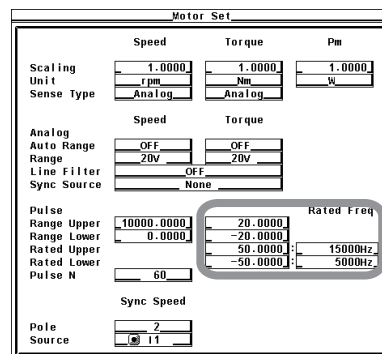 Motor Set
Speed Torque Pm
Scaling 1.0000 1.0000 1.0000
Unit rpm Nm W
Sense Type Analog Analog
Speed Torque
Analog
Auto Range OFF OFF
Range 20V 20V
Line Filter OFF
Sync Source None
Pulse Rated Freq
Range Upper 10000.0000 20.0000
Range Lower 0.0000 -20.0000
Rated Upper 50.0000 : 15000Hz
Rated Lower -50.0000 : 5000Hz
Pulse N 60
Sync Speed
Pole 2
Source I1